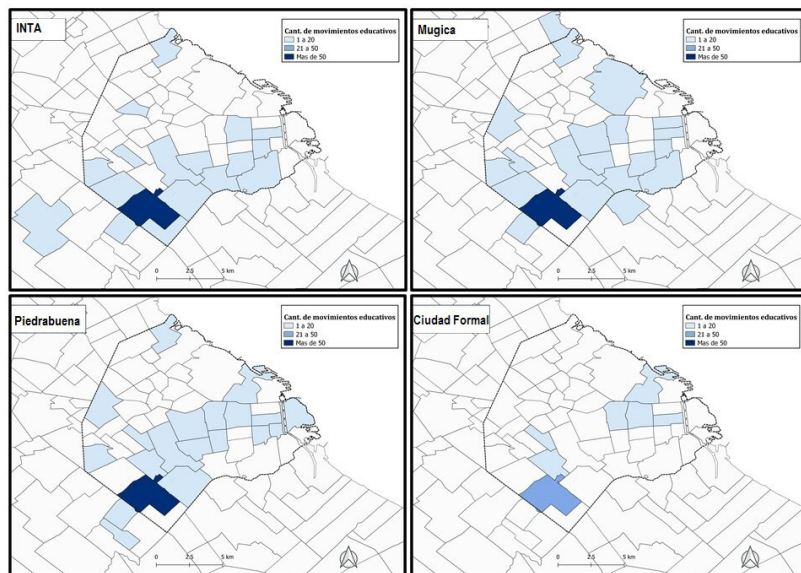 INTA
Cant. de movimientos educativos
1 a 20
21 a 50
Mas de 50
0 2.5 5 km
Mugica
Cant. de movimientos educativos
1 a 20
21 a 50
Mas de 50
0 2.5 5 km
Piedrabuena
Cant. de movimientos educativos
1 a 20
21 a 50
Mas de 50
0 2.5 5 km
Ciudad Formal
Cant. de movimientos educativos
1 a 20
21 a 50
Mas de 50
0 2.5 5 km